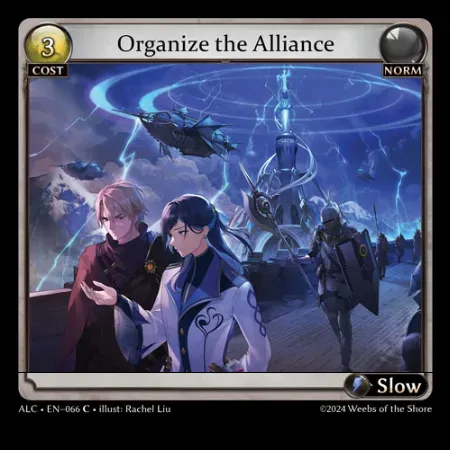 3 Organize the Alliance
COST NORM
Slow
ALC • EN–066 C • illust: Rachel Liu ©2024 Weebs of the Shore